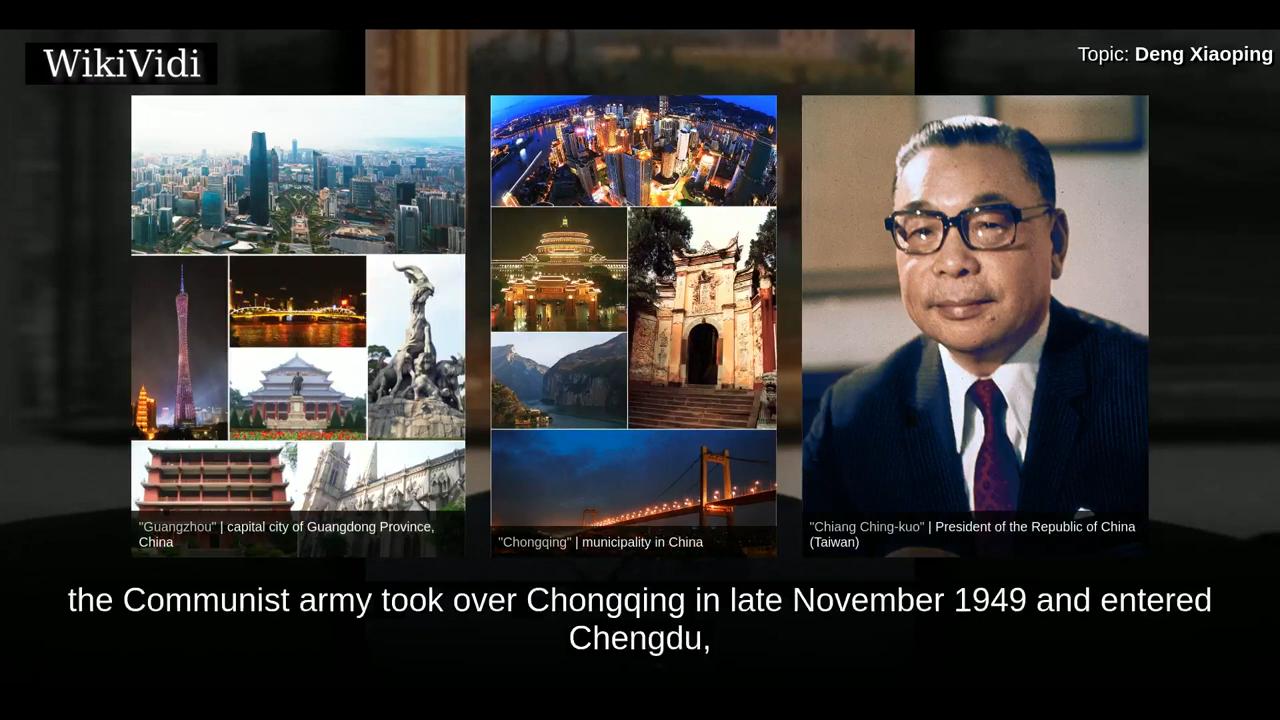 WikiVidi
Topic: Deng Xiaoping
"Guangzhou" | capital city of Guangdong Province,
China
"Chongqing" | municipality in China
"Chiang Ching-kuo" | President of the Republic of China
(Taiwan)
the Communist army took over Chongqing in late November 1949 and entered
Chengdu,